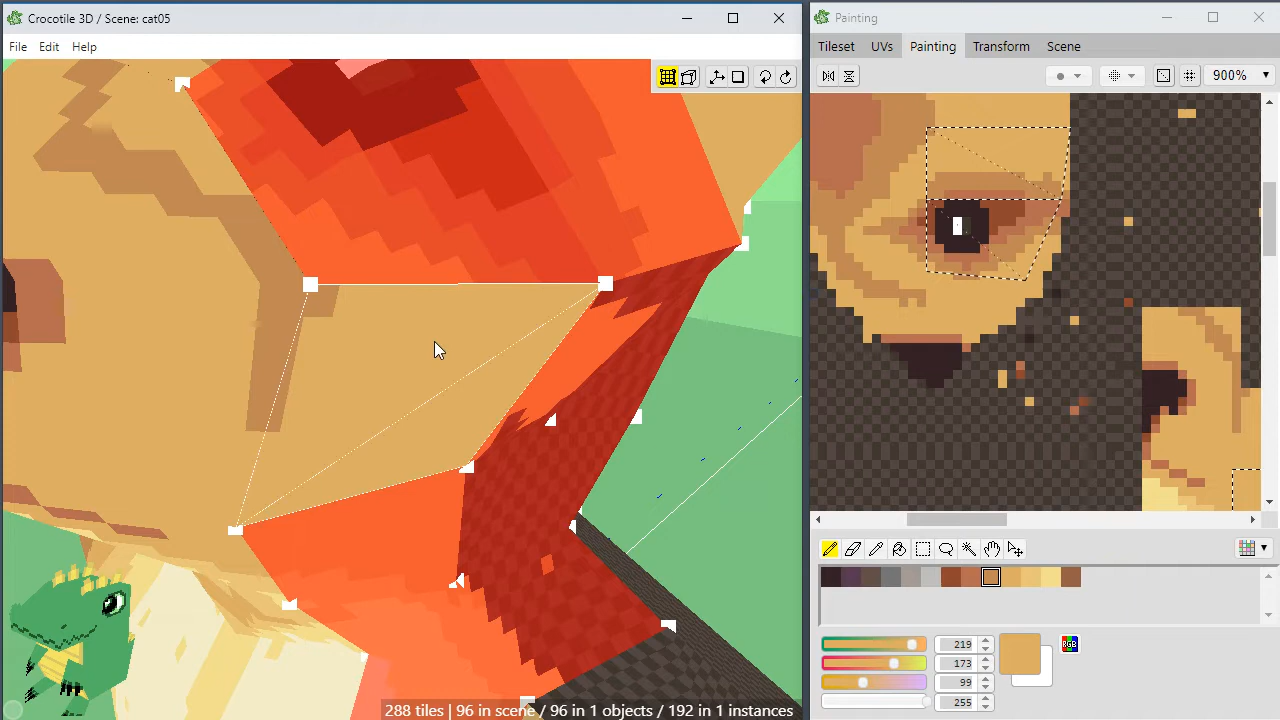 Crocotile 3D / Scene: cat05
File Edit Help
288 tiles | 96 in scene / 96 in 1 objects / 192 in 1 instances
Painting
Tileset UVs Painting Transform Scene
900%
219
173
99
255
RGB